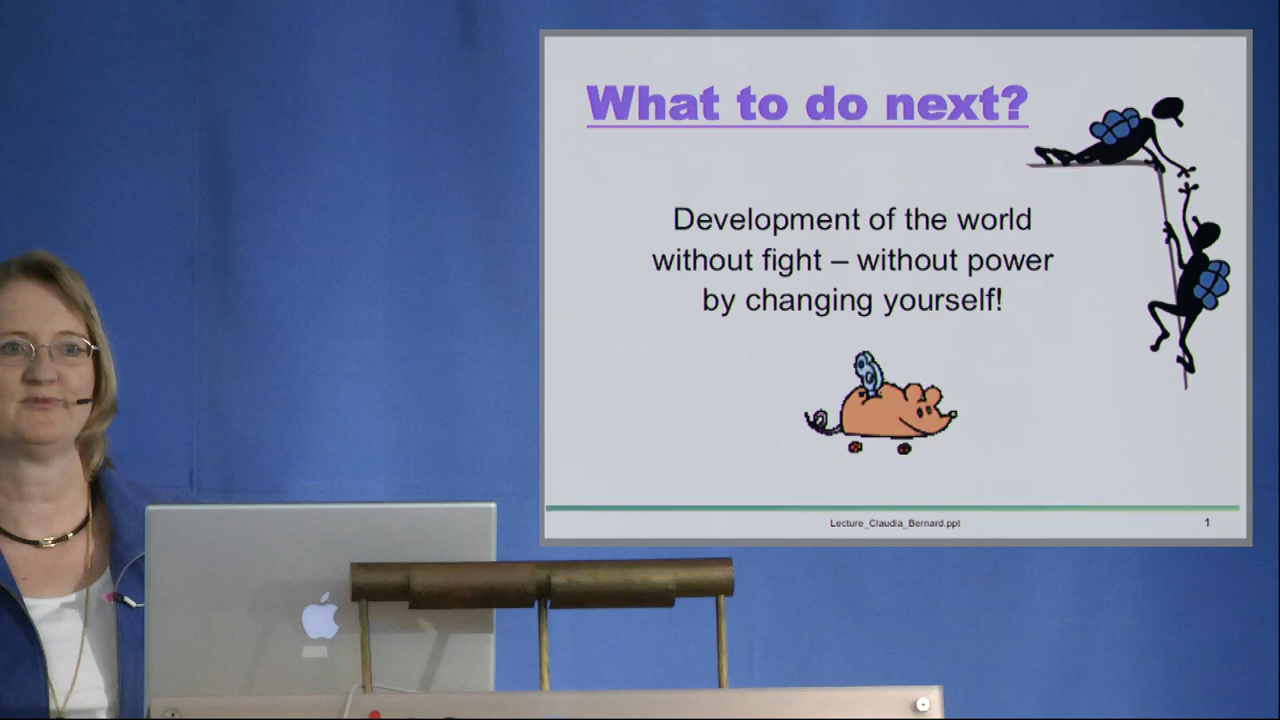 What to do next?
Development of the world
without fight – without power
by changing yourself!
Lecture_Claudia_Bernard.ppt
1